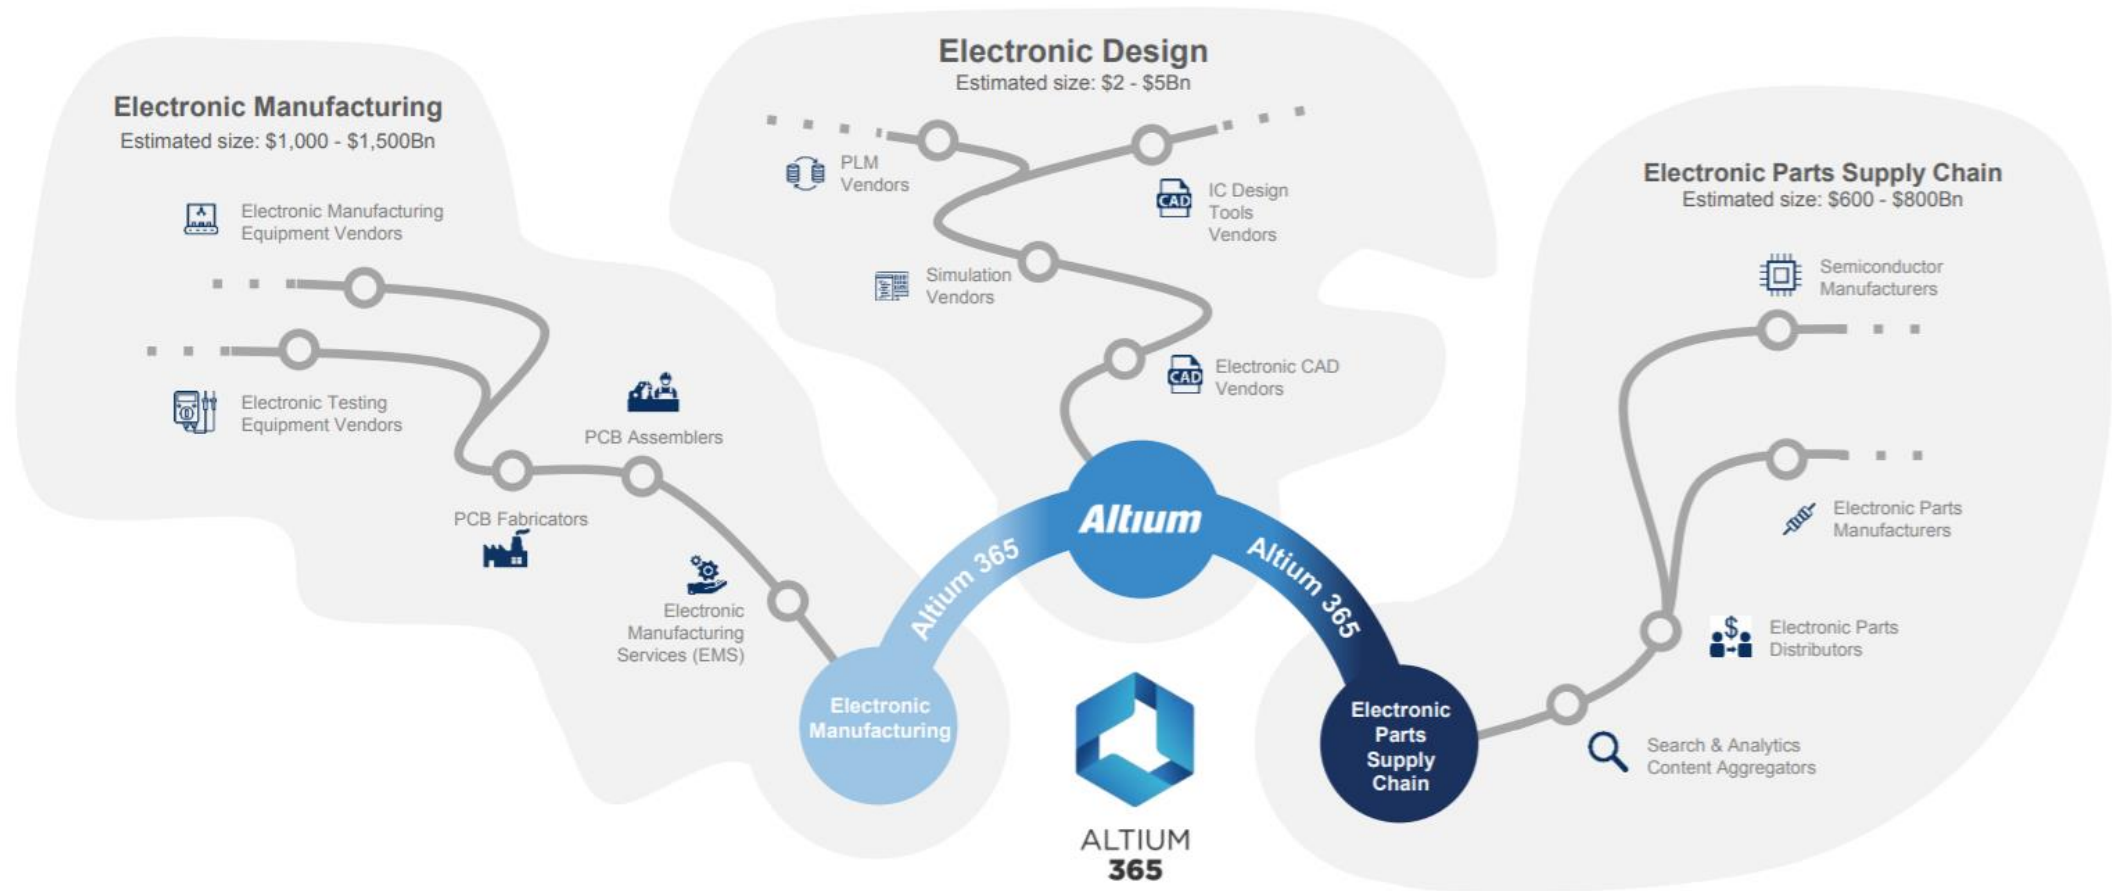 Electronic Manufacturing
Estimated size: $1,000 - $1,500Bn
Electronic Manufacturing
Equipment Vendors
Electronic Testing
Equipment Vendors
PCB Assemblers
PCB Fabricators
Electronic
Manufacturing
Services (EMS)
Electronic Design
Estimated size: $2 - $5Bn
PLM
Vendors
CAD
IC Design
Tools
Vendors
Simulation
Vendors
CAD
Electronic CAD
Vendors
Electronic Parts Supply Chain
Estimated size: $600 - $800Bn
Semiconductor
Manufacturers
Electronic Parts
Manufacturers
$
Electronic Parts
Distributors
Search & Analytics
Content Aggregators
Altium
Altium 365
Altium 365
Electronic
Manufacturing
Electronic
Parts
Supply
Chain
ALTIUM
365